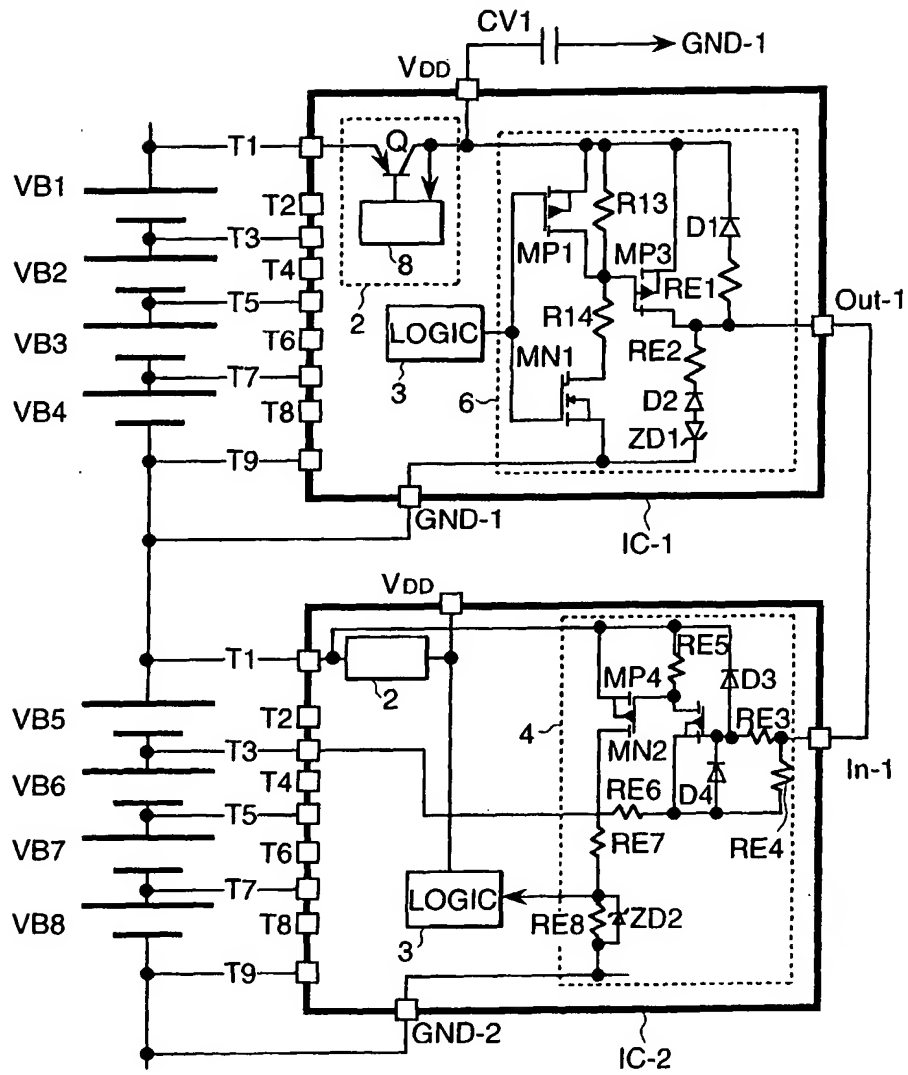 CV1
GND-1
VDD
T1
Q
VB1
T2
R13
D1
T3
8
MP1
MP3
VB2
T4
2
RE1
Out-1
T5
LOGIC
R14
VB3
T6
3
MN1
RE2
T7
6
D2
VB4
T8
ZD1
T9
GND-1
IC-1
VDD
T1
RE5
2
MP4
D3
VB5
T2
4
RE3
T3
MN2
In-1
VB6
T4
RE6
D4
T5
RE7
RE4
VB7
T6
T7
LOGIC
RE8
ZD2
VB8
T8
3
T9
GND-2
IC-2